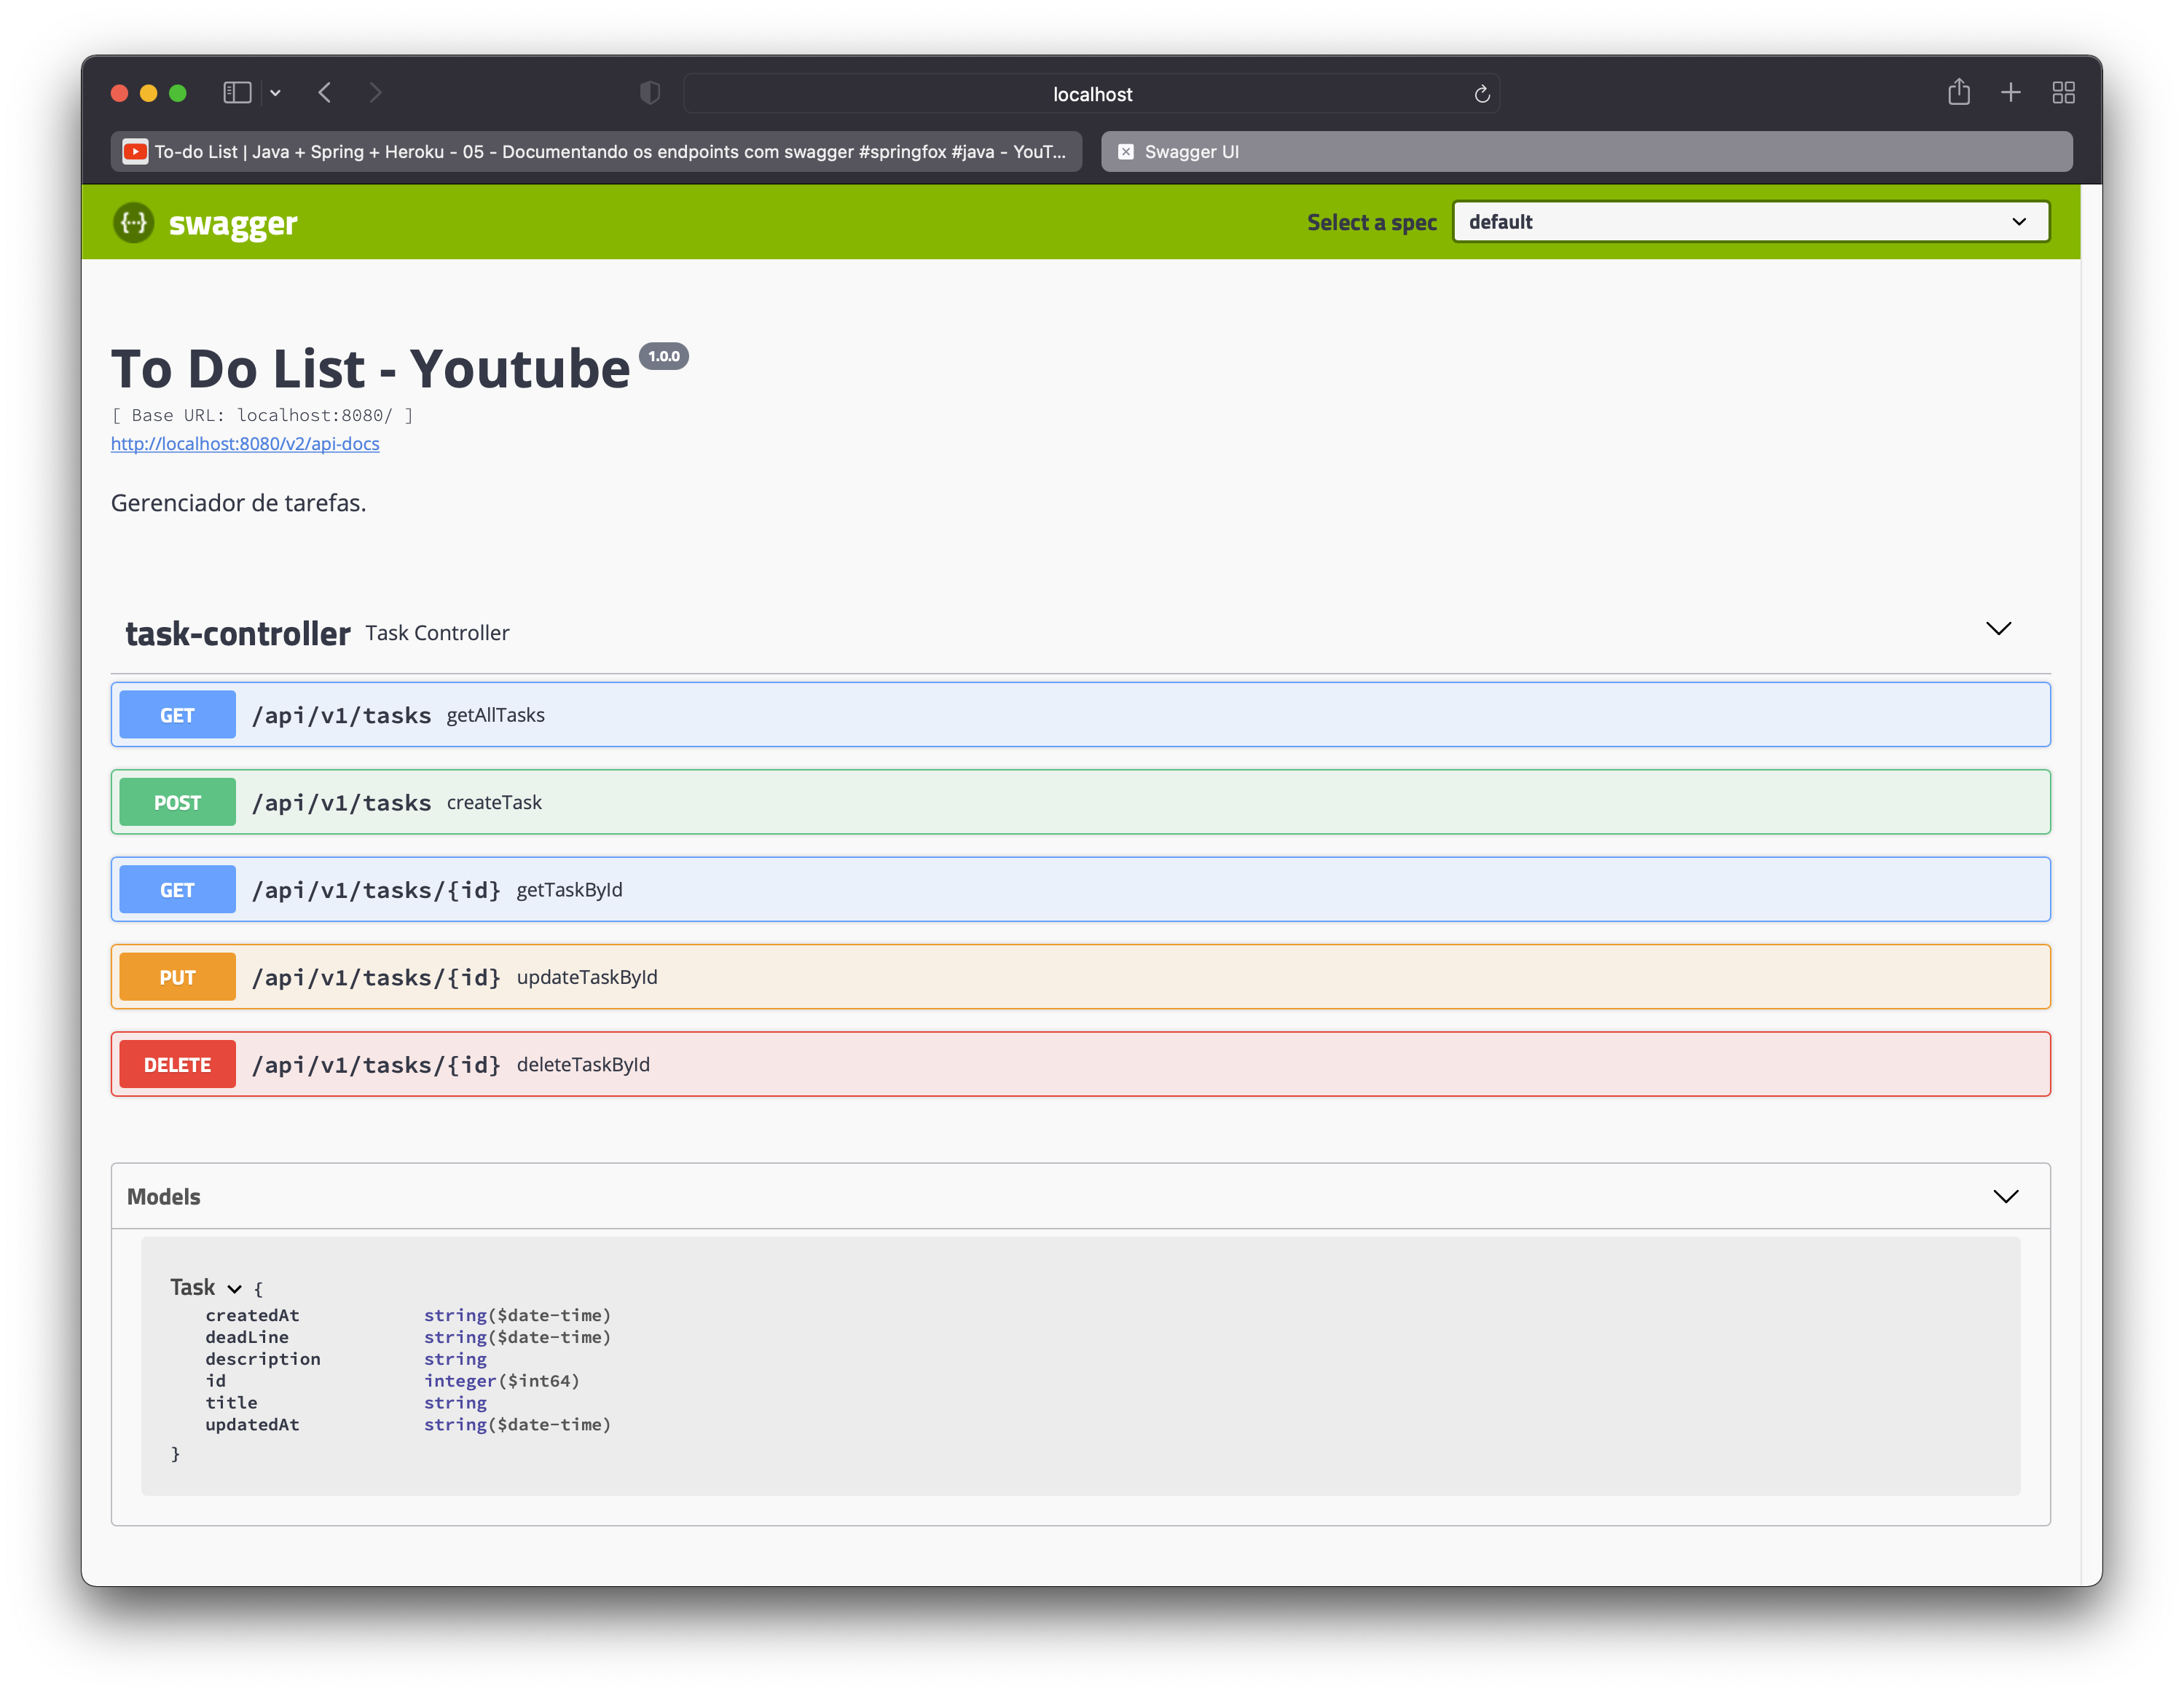 localhost
To-do List | Java + Spring + Heroku - 05 - Documentando os endpoints com swagger #springfox #java - YouT...
Swagger UI
{···} swagger
Select a spec
default
To Do List - Youtube 1.0.0
[ Base URL: localhost:8080/ ]
http://localhost:8080/v2/api-docs
Gerenciador de tarefas.
task-controller Task Controller
GET /api/v1/tasks getAllTasks
POST /api/v1/tasks createTask
GET /api/v1/tasks/{id} getTaskById
PUT /api/v1/tasks/{id} updateTaskById
DELETE /api/v1/tasks/{id} deleteTaskById
Models
Task {
createdAt string($date-time)
deadLine string($date-time)
description string
id integer($int64)
title string
updatedAt string($date-time)
}